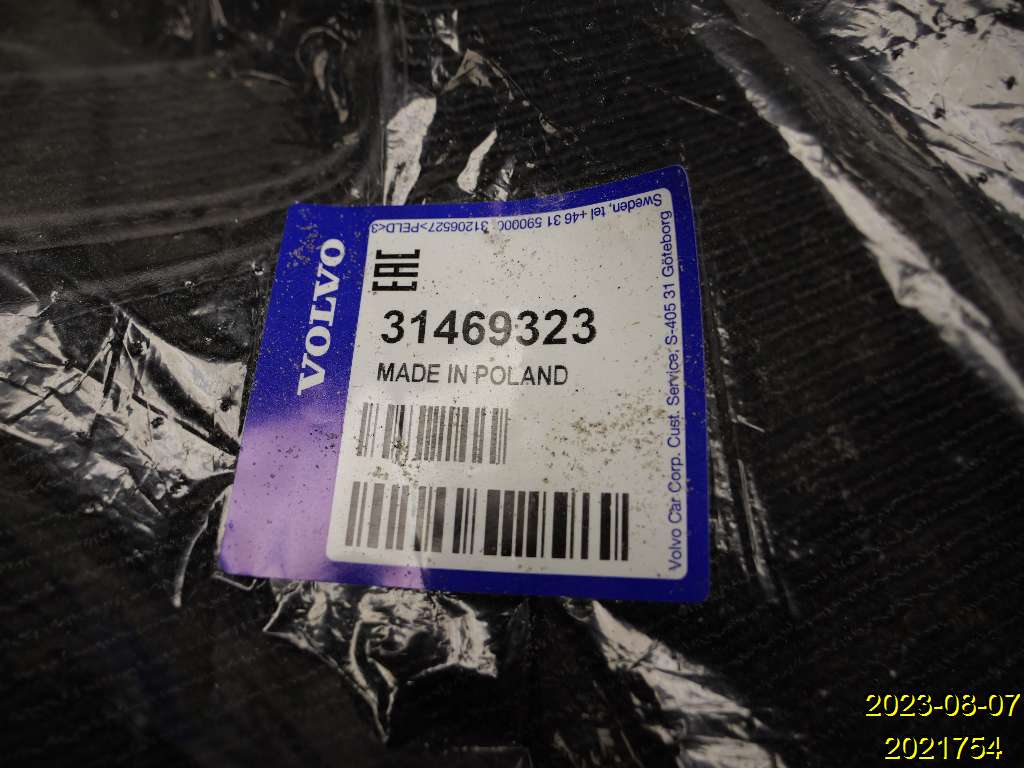 VOLVO
31206527>PELD<3
EAC
31469323
MADE IN POLAND
Volvo Car Corp. Cust. Service, S-405 31 Göteborg
Sweden, tel +46 31 590000
2023-08-07
2021754